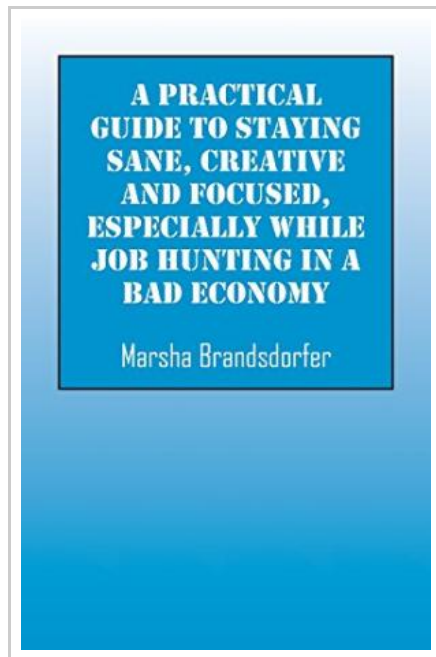 A PRACTICAL
GUIDE TO STAYING
SANE, CREATIVE
AND FOCUSED,
ESPECIALLY WHILE
JOB HUNTING IN A
BAD ECONOMY
Marsha Brandsdorfer